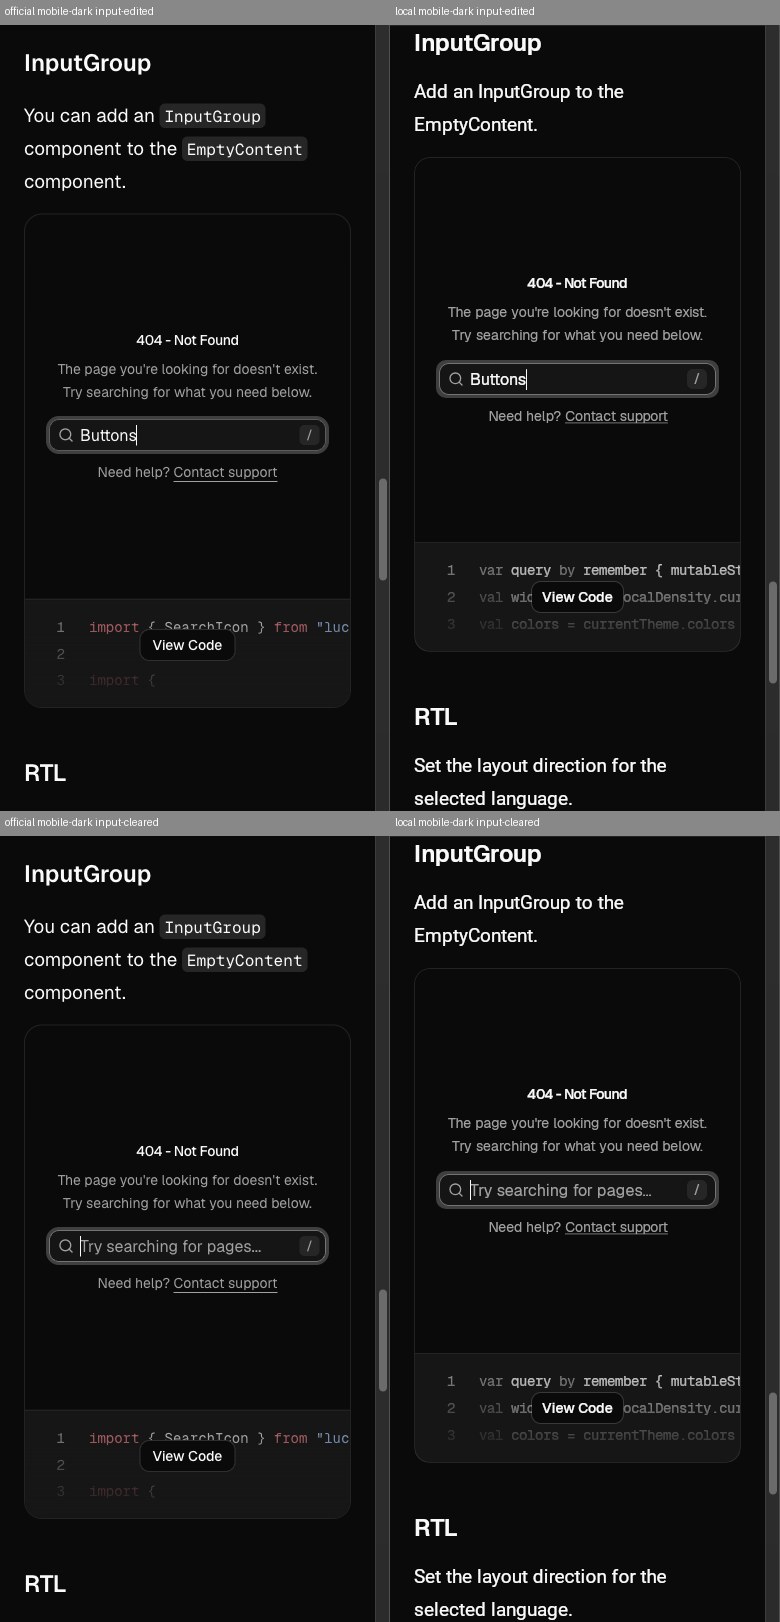 official mobile-dark input-edited
InputGroup
You can add an InputGroup
component to the EmptyContent
component.
404 - Not Found
The page you're looking for doesn't exist.
Try searching for what you need below.
Buttons /
Need help? Contact support
1 import { SearchIcon } from "luc
2
View Code
3 import {
RTL
local mobile-dark input-edited
InputGroup
Add an InputGroup to the
EmptyContent.
404 - Not Found
The page you're looking for doesn't exist.
Try searching for what you need below.
Buttons /
Need help? Contact support
1 var query by remember { mutableSt
2 val wid View Code ocalDensity.cur
3 val colors = currentTheme.colors
RTL
Set the layout direction for the
selected language.
official mobile-dark input-cleared
InputGroup
You can add an InputGroup
component to the EmptyContent
component.
404 - Not Found
The page you're looking for doesn't exist.
Try searching for what you need below.
Try searching for pages... /
Need help? Contact support
1 import { SearchIcon } from "luc
2
View Code
3 import {
RTL
local mobile-dark input-cleared
InputGroup
Add an InputGroup to the
EmptyContent.
404 - Not Found
The page you're looking for doesn't exist.
Try searching for what you need below.
Try searching for pages... /
Need help? Contact support
1 var query by remember { mutableSt
2 val wid View Code ocalDensity.cur
3 val colors = currentTheme.colors
RTL
Set the layout direction for the
selected language.